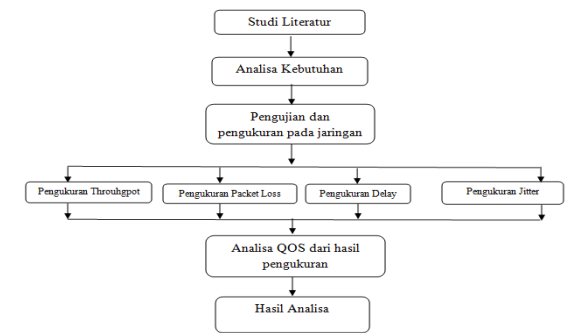 Studi Literatur
Analisa Kebutuhan
Pengujian dan
pengukuran pada jaringan
Pengukuran Throuhgpot
Pengukuran Packet Loss
Pengukuran Delay
Pengukuran Jitter
Analisa QOS dari hasil
pengukuran
Hasil Analisa